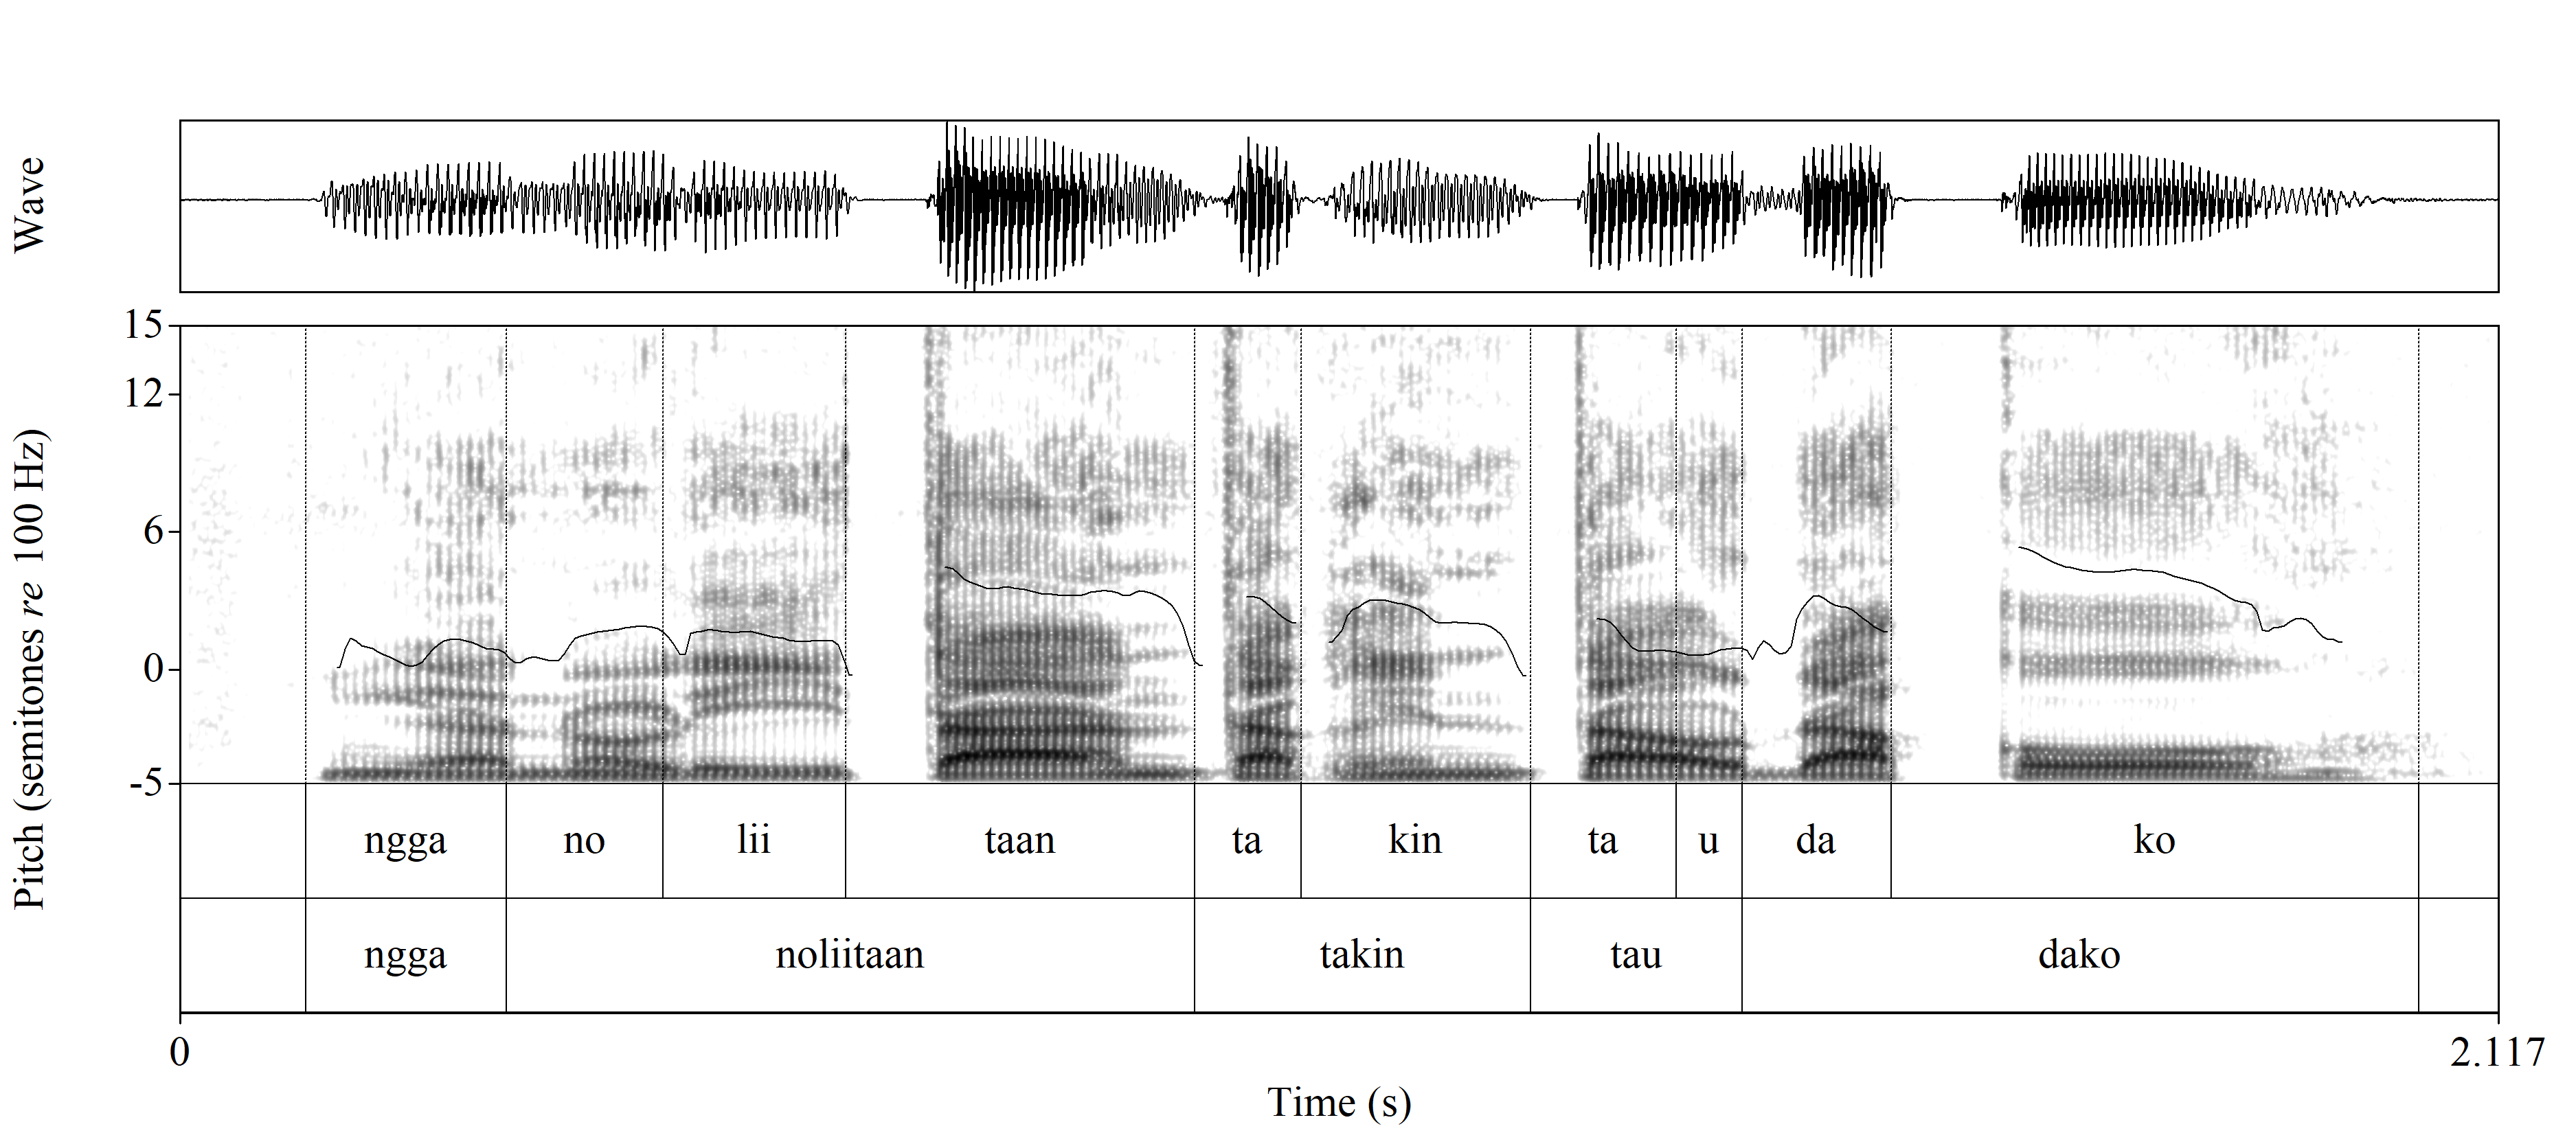 Wave
Pitch (semitones re 100 Hz)
15
12
6
0
-5
ngga no lii taan ta kin ta u da ko
ngga noliitaan takin tau dako
0 2.117
Time (s)